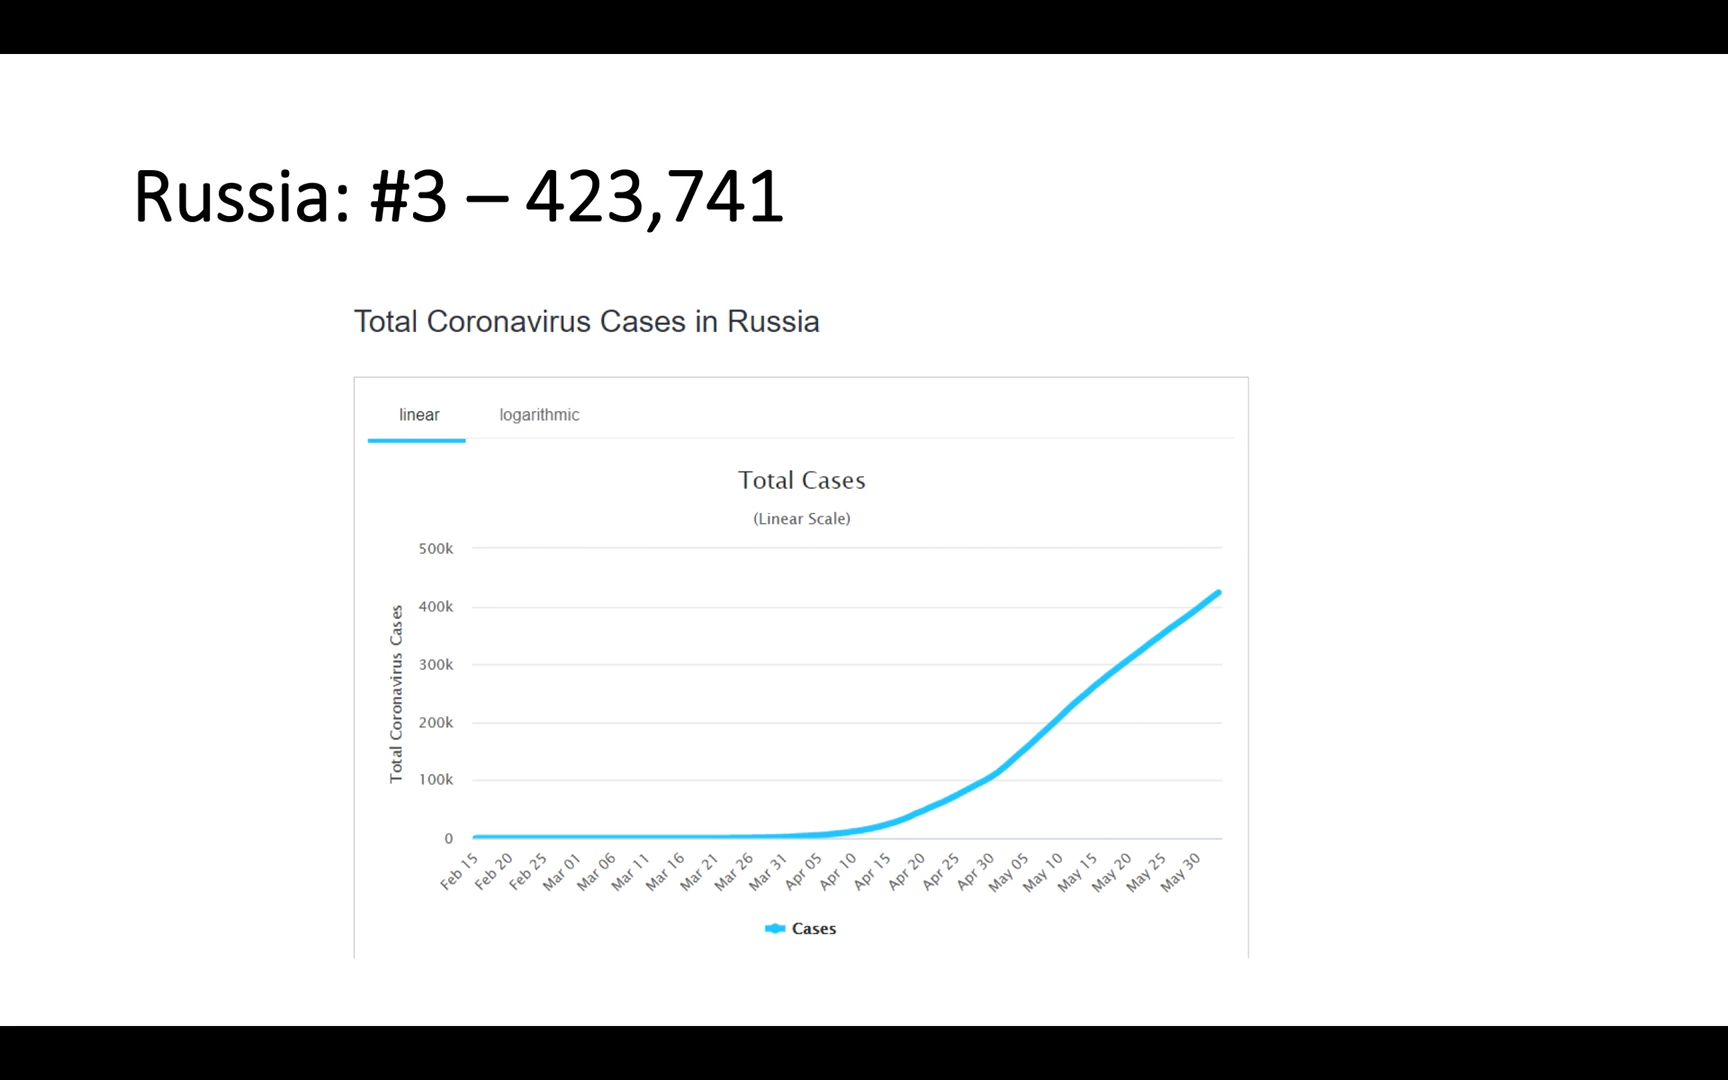 Russia: #3 – 423,741
Total Coronavirus Cases in Russia
linear logarithmic
Total Cases
(Linear Scale)
Total Coronavirus Cases
500k
400k
300k
200k
100k
0
Feb 15 Feb 20 Feb 25 Mar 01 Mar 06 Mar 11 Mar 16 Mar 21 Mar 26 Mar 31 Apr 05 Apr 10 Apr 15 Apr 20 Apr 25 Apr 30 May 05 May 10 May 15 May 20 May 25 May 30
Cases